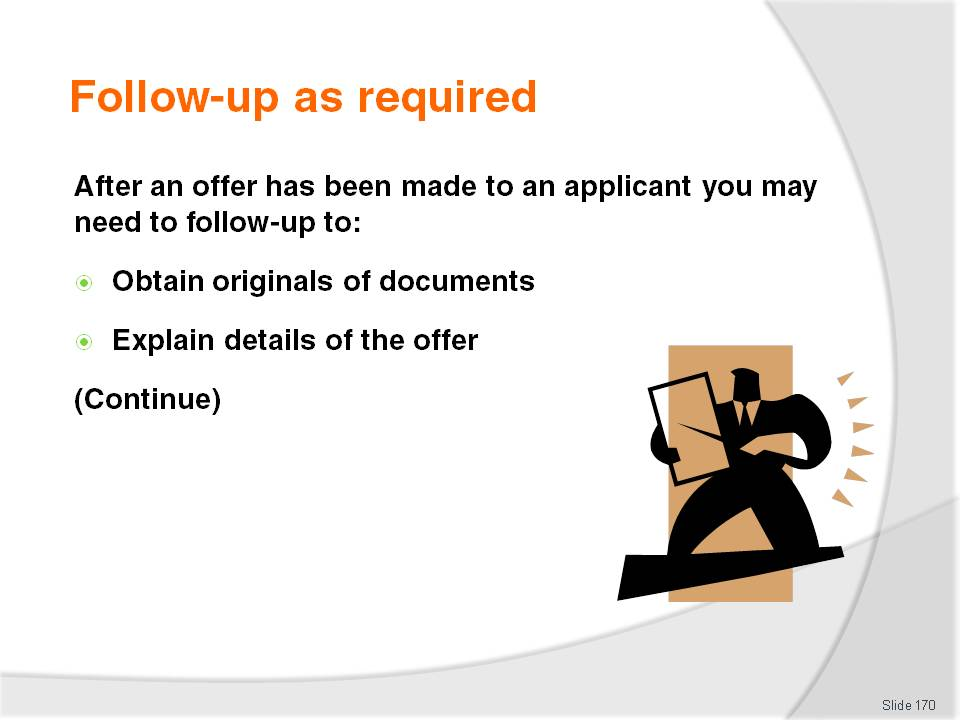 Follow-up as required
After an offer has been made to an applicant you may
need to follow-up to:
Obtain originals of documents
Explain details of the offer
(Continue)
Slide 170